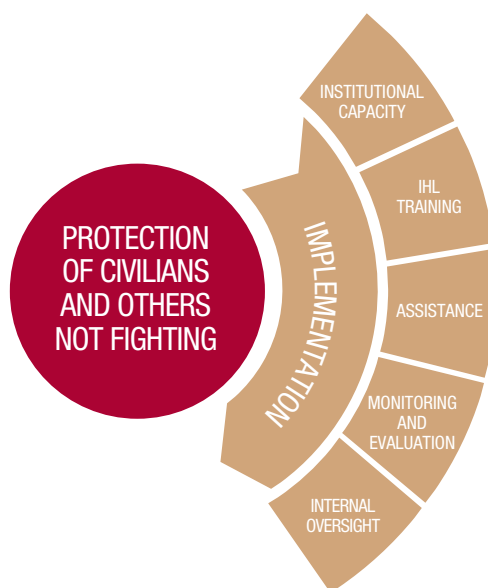 PROTECTION
OF CIVILIANS
AND OTHERS
NOT FIGHTING
IMPLEMENTATION
INSTITUTIONAL
CAPACITY
IHL
TRAINING
ASSISTANCE
MONITORING
AND
EVALUATION
INTERNAL
OVERSIGHT